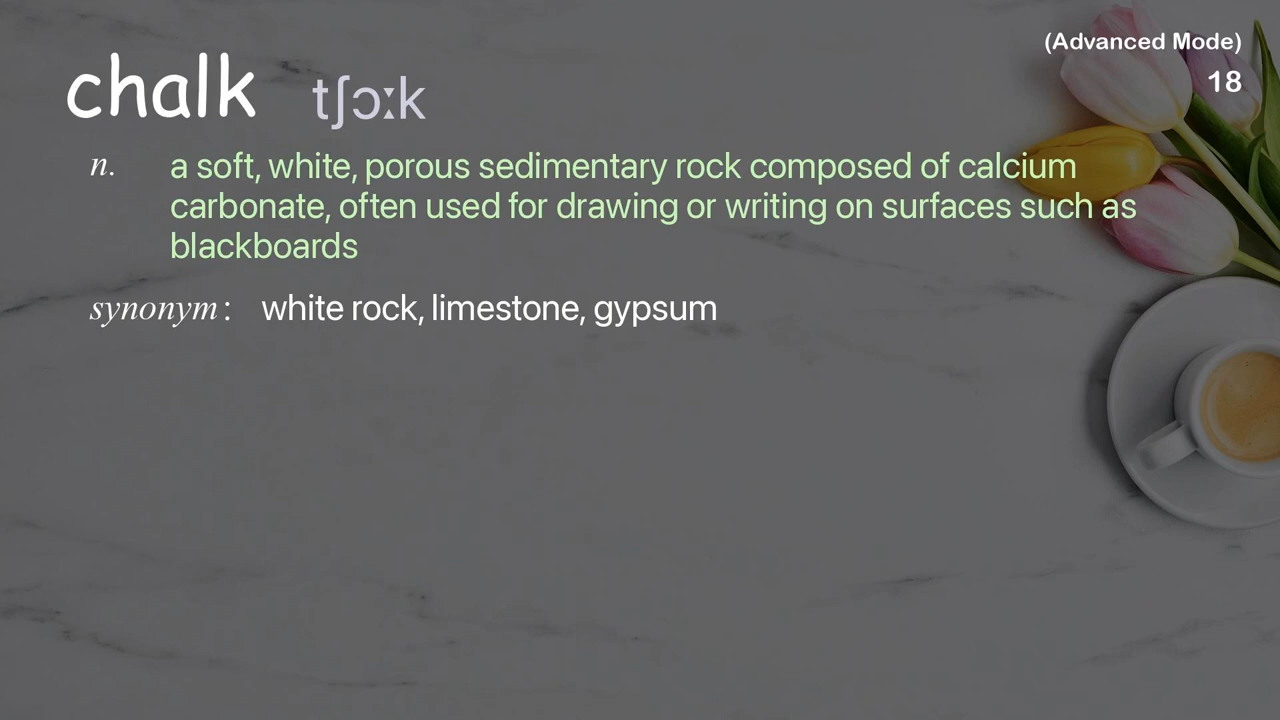 (Advanced Mode)
18
chalk tʃɔːk
n. a soft, white, porous sedimentary rock composed of calcium
carbonate, often used for drawing or writing on surfaces such as
blackboards
synonym: white rock, limestone, gypsum